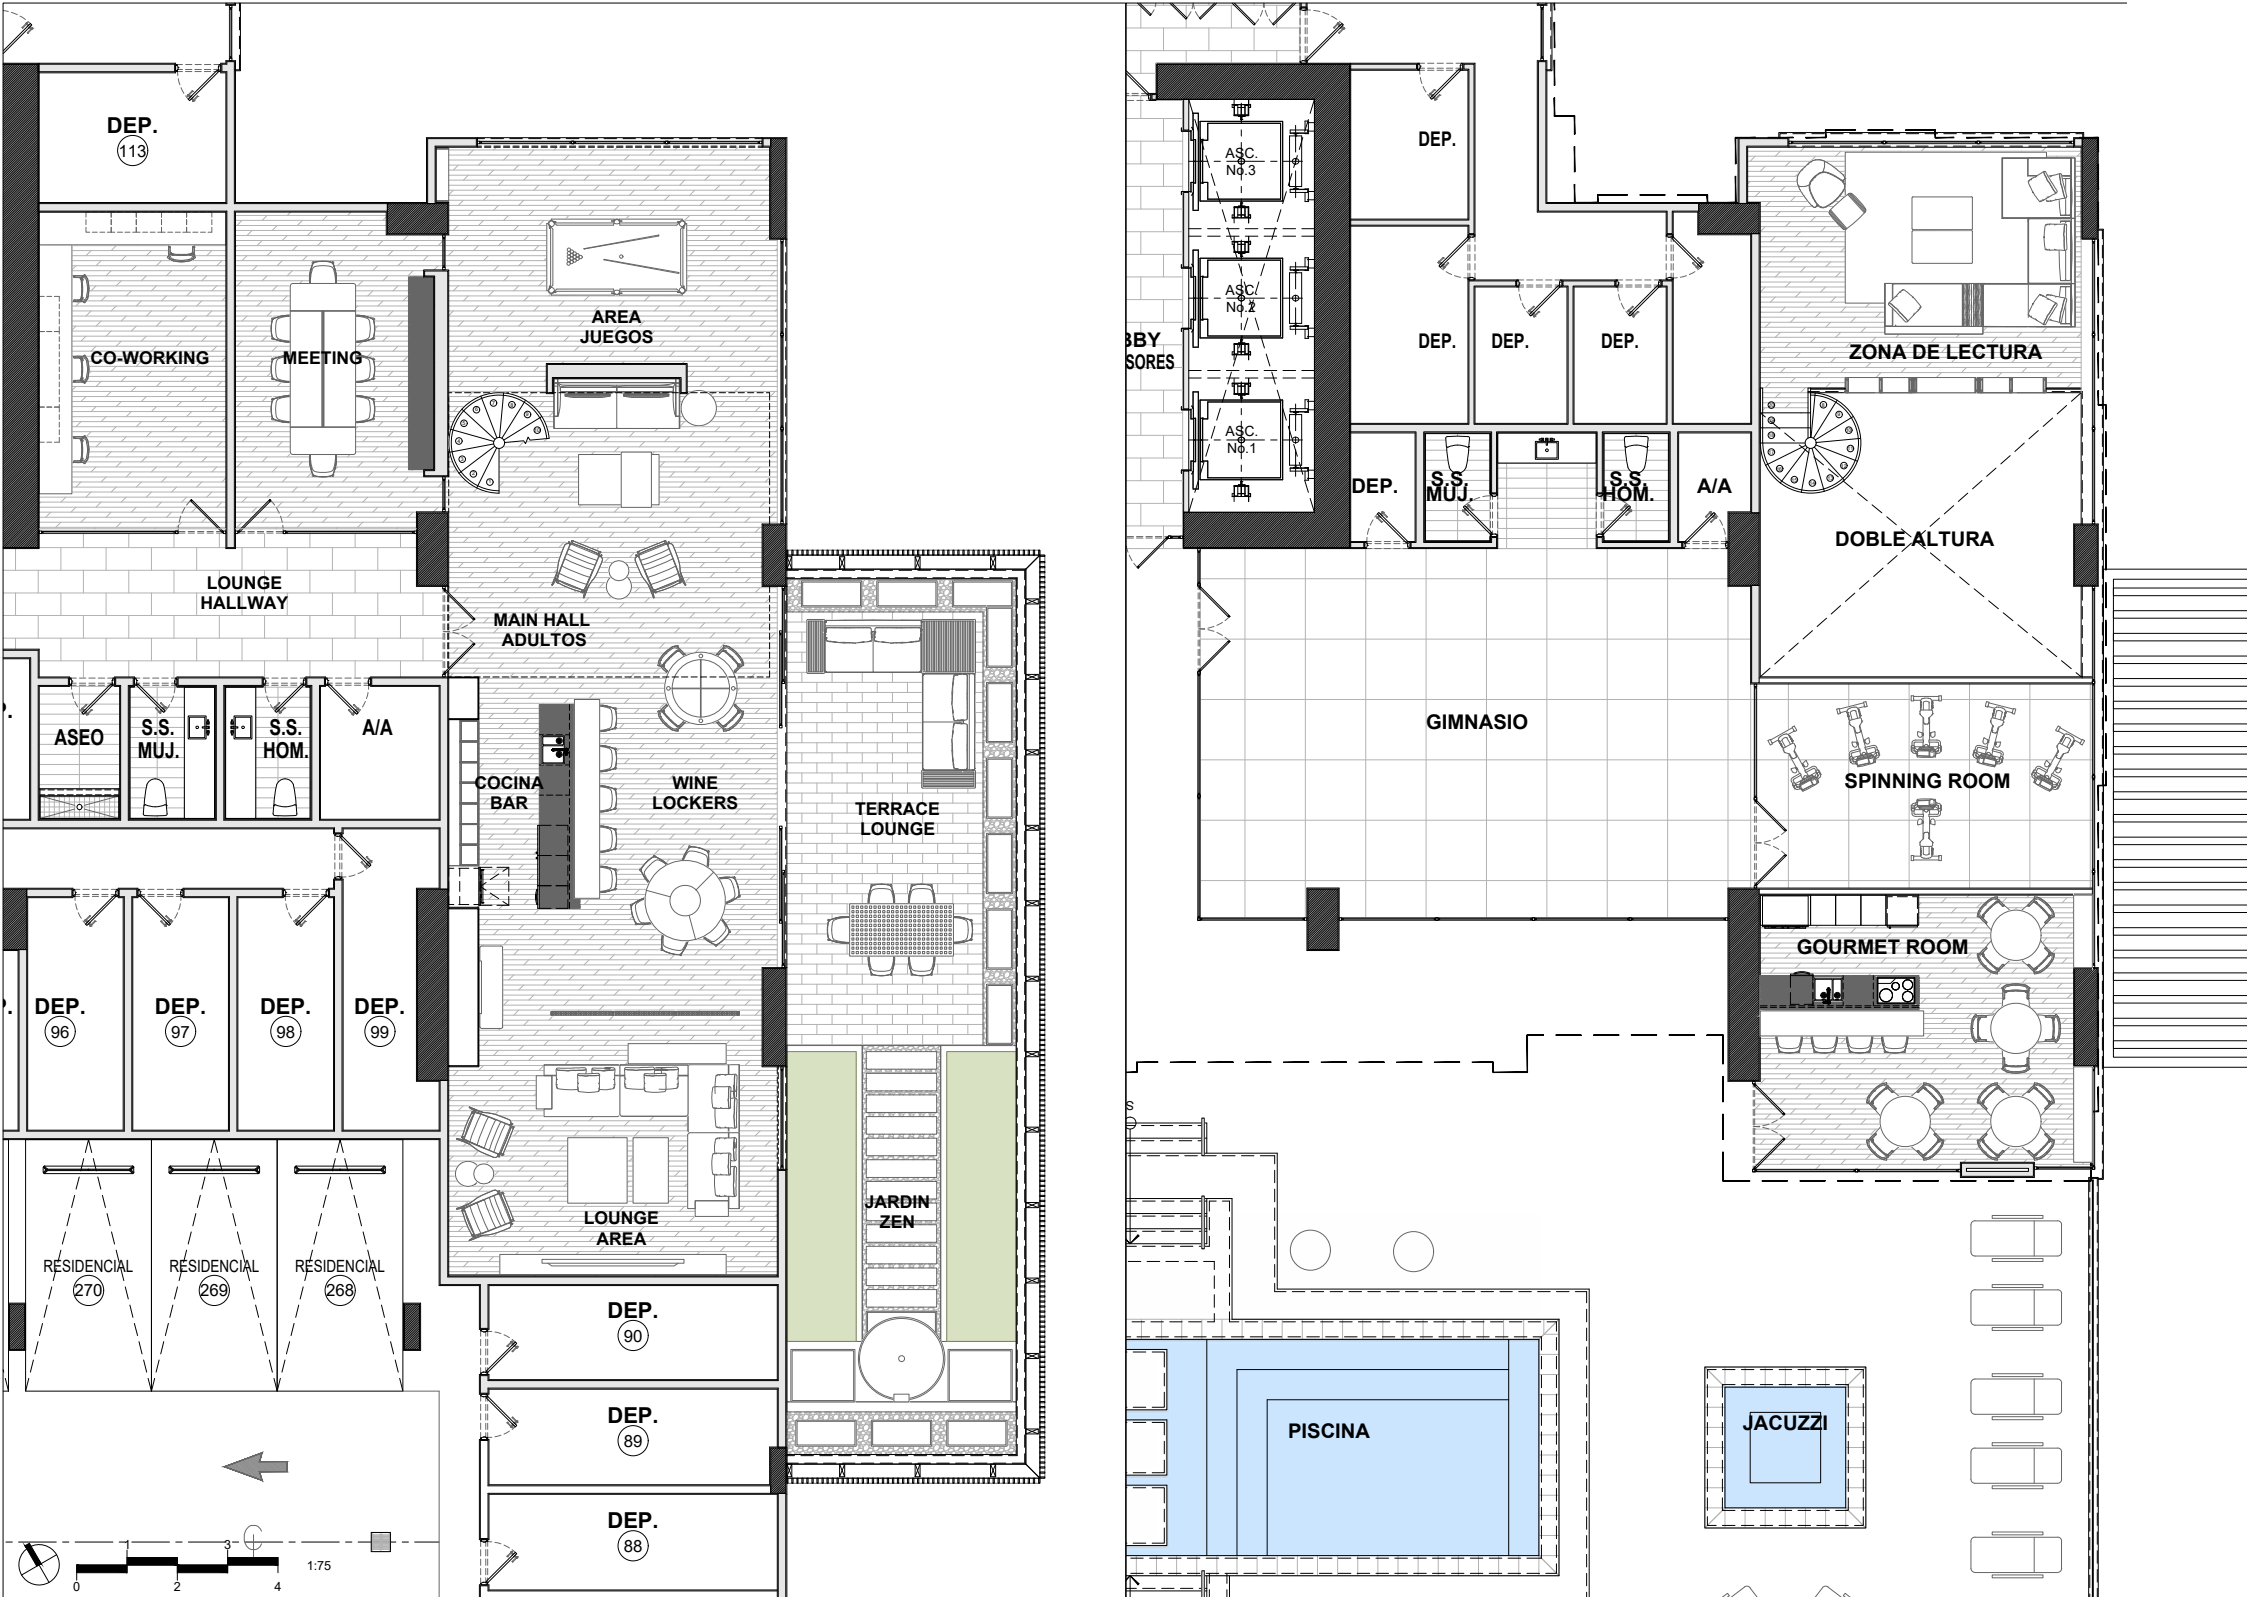 DEP.
113
CO-WORKING
MEETING
AREA
JUEGOS
LOUNGE
HALLWAY
MAIN HALL
ADULTOS
ASEO
S.S.
MUJ.
S.S.
HOM.
A/A
COCINA
BAR
WINE
LOCKERS
TERRACE
LOUNGE
DEP.
96
DEP.
97
DEP.
98
DEP.
99
JARDIN
ZEN
LOUNGE
AREA
RESIDENCIAL
270
RESIDENCIAL
269
RESIDENCIAL
268
DEP.
90
DEP.
89
DEP.
88
0
1
2
3
4
1:75
ASC.
No.3
ASC.
No.2
ASC.
No.1
BBY
SORES
DEP.
DEP.
DEP.
DEP.
DEP.
S.S.
MUJ.
S.S.
HOM.
A/A
ZONA DE LECTURA
DOBLE ALTURA
GIMNASIO
SPINNING ROOM
GOURMET ROOM
S
PISCINA
JACUZZI